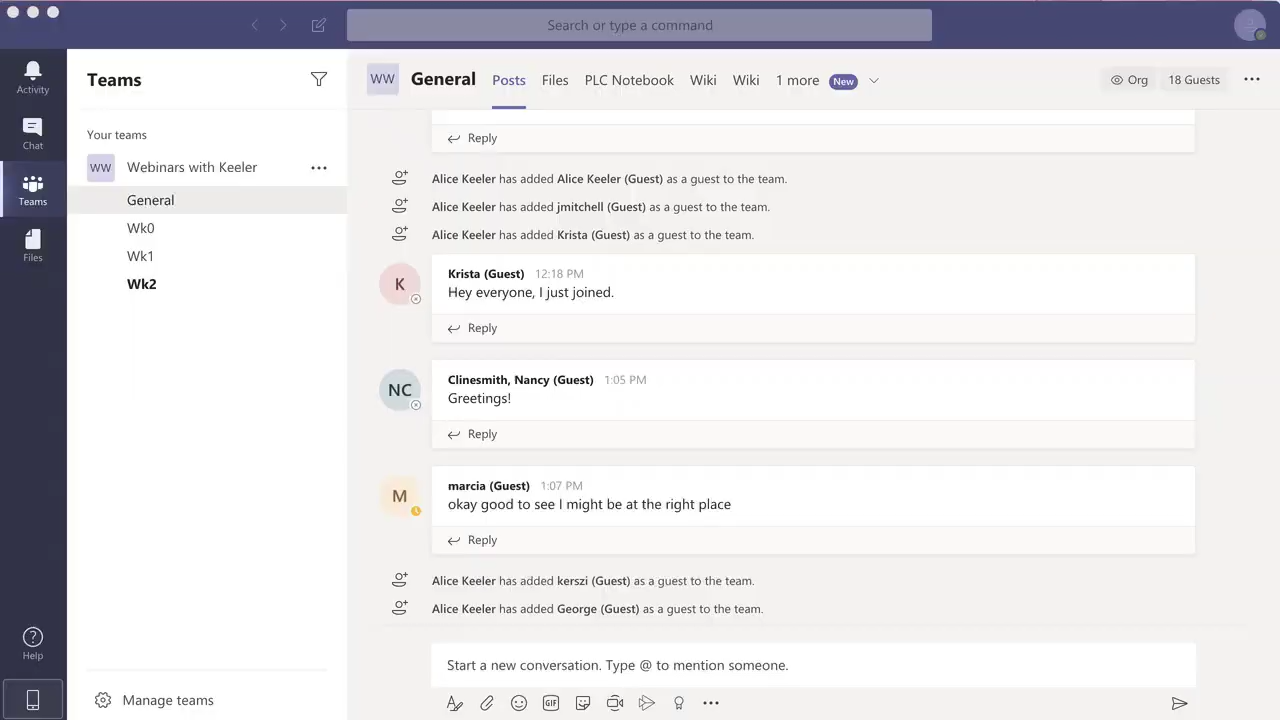 Search or type a command
Activity
Chat
Teams
Files
Help
Teams
Your teams
WW Webinars with Keeler
General
Wk0
Wk1
Wk2
Manage teams
WW General Posts Files PLC Notebook Wiki Wiki 1 more New Org 18 Guests
Reply
Alice Keeler has added Alice Keeler (Guest) as a guest to the team.
Alice Keeler has added jmitchell (Guest) as a guest to the team.
Alice Keeler has added Krista (Guest) as a guest to the team.
K
Krista (Guest) 12:18 PM
Hey everyone, I just joined.
Reply
NC
Clinesmith, Nancy (Guest) 1:05 PM
Greetings!
Reply
M
marcia (Guest) 1:07 PM
okay good to see I might be at the right place
Reply
Alice Keeler has added kerszi (Guest) as a guest to the team.
Alice Keeler has added George (Guest) as a guest to the team.
Start a new conversation. Type @ to mention someone.
GIF